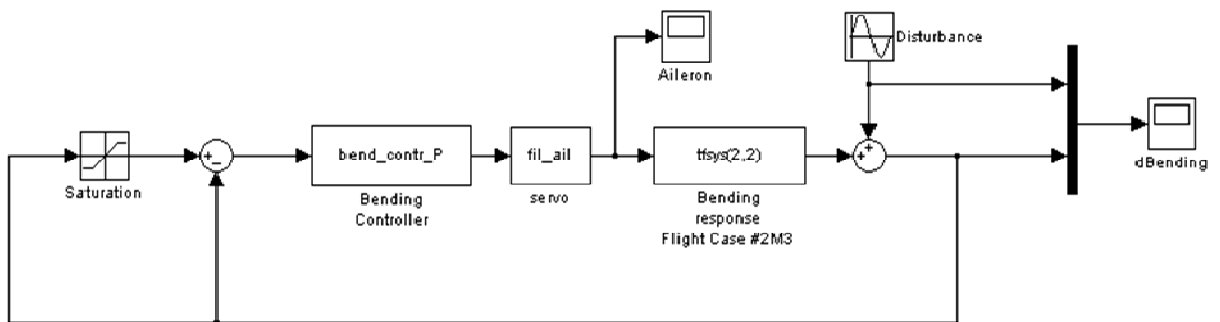 Disturbance
Aileron
dBending
Saturation
+
−
bend_contr_P
Bending
Controller
fil_ail
servo
tfsys(2,2)
Bending
response
Flight Case #2M3
+
+